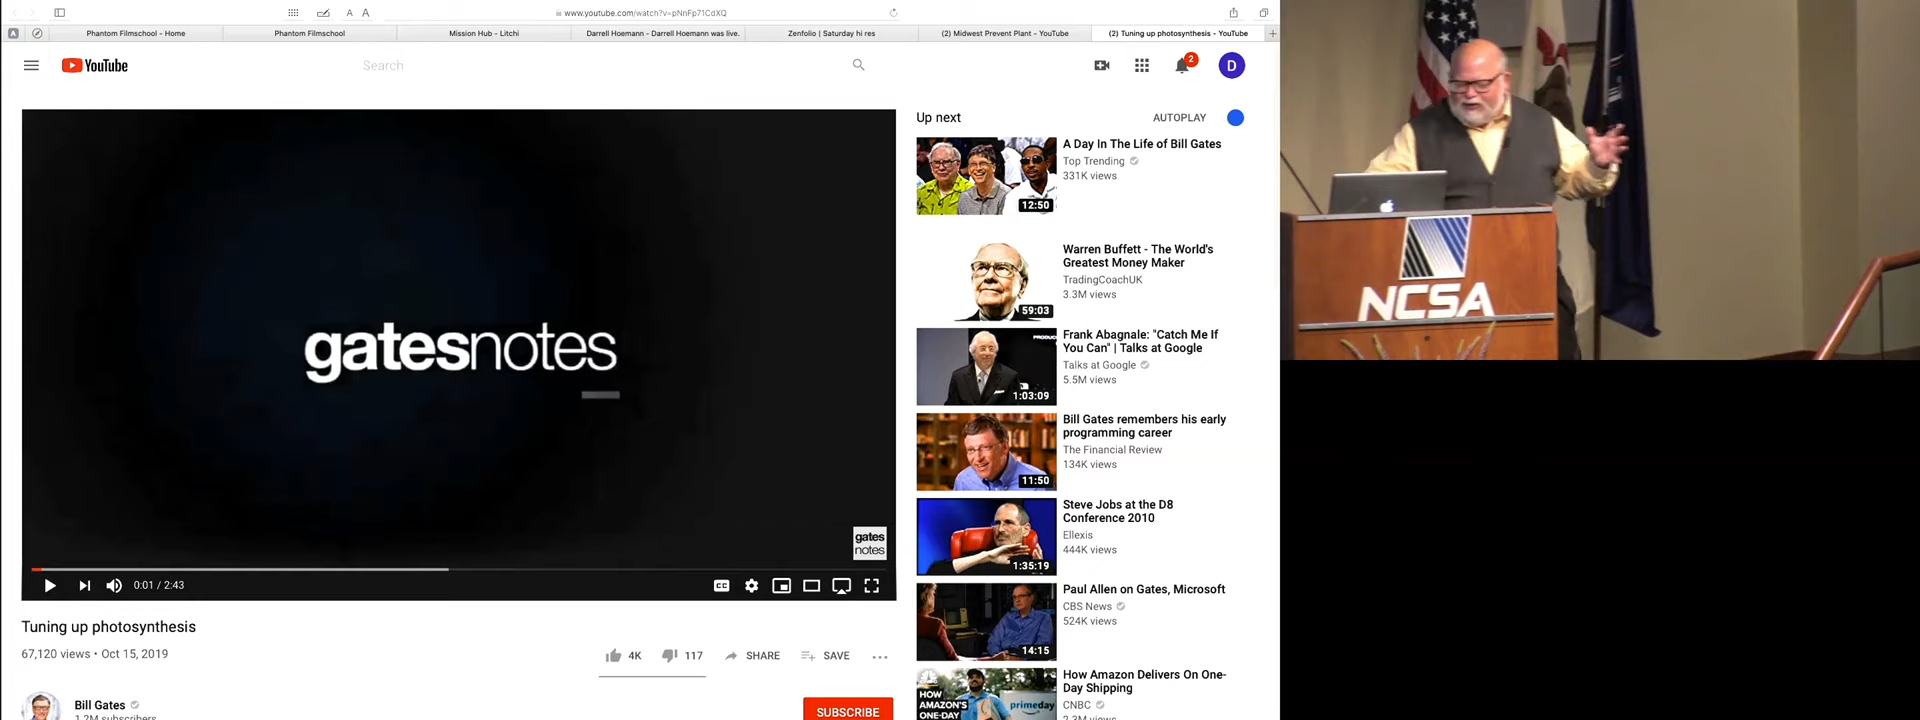 A A
www.youtube.com/watch?v=pNnFp71CdXQ
Phantom Filmschool - Home
Phantom Filmschool
Mission Hub - Litchi
Darrell Hoemann - Darrell Hoemann was live.
Zenfolio | Saturday hi res
(2) Midwest Prevent Plant - YouTube
(2) Tuning up photosynthesis - YouTube
YouTube
Search
2
D
gatesnotes
gates
notes
0:01 / 2:43
CC
Tuning up photosynthesis
67,120 views • Oct 15, 2019
4K
117
SHARE
SAVE
Bill Gates
1.2M subscribers
SUBSCRIBE
Up next
AUTOPLAY
A Day In The Life of Bill Gates
Top Trending
331K views
12:50
Warren Buffett - The World's
Greatest Money Maker
TradingCoachUK
3.3M views
59:03
Frank Abagnale: "Catch Me If
You Can" | Talks at Google
Talks at Google
5.5M views
1:03:09
Bill Gates remembers his early
programming career
The Financial Review
134K views
11:50
Steve Jobs at the D8
Conference 2010
Ellexis
444K views
1:35:19
Paul Allen on Gates, Microsoft
CBS News
524K views
14:15
How Amazon Delivers On One-
Day Shipping
CNBC
2.3M views
HOW
AMAZON'S
ONE-DAY
primeday
NCSA